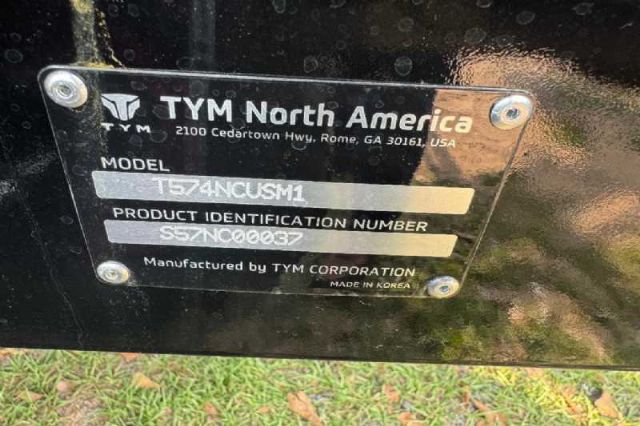 TYM
TYM North America
2100 Cedartown Hwy, Rome, GA 30161, USA
MODEL
T574NCUSM1
PRODUCT IDENTIFICATION NUMBER
S57NC00037
Manufactured by TYM CORPORATION
MADE IN KOREA